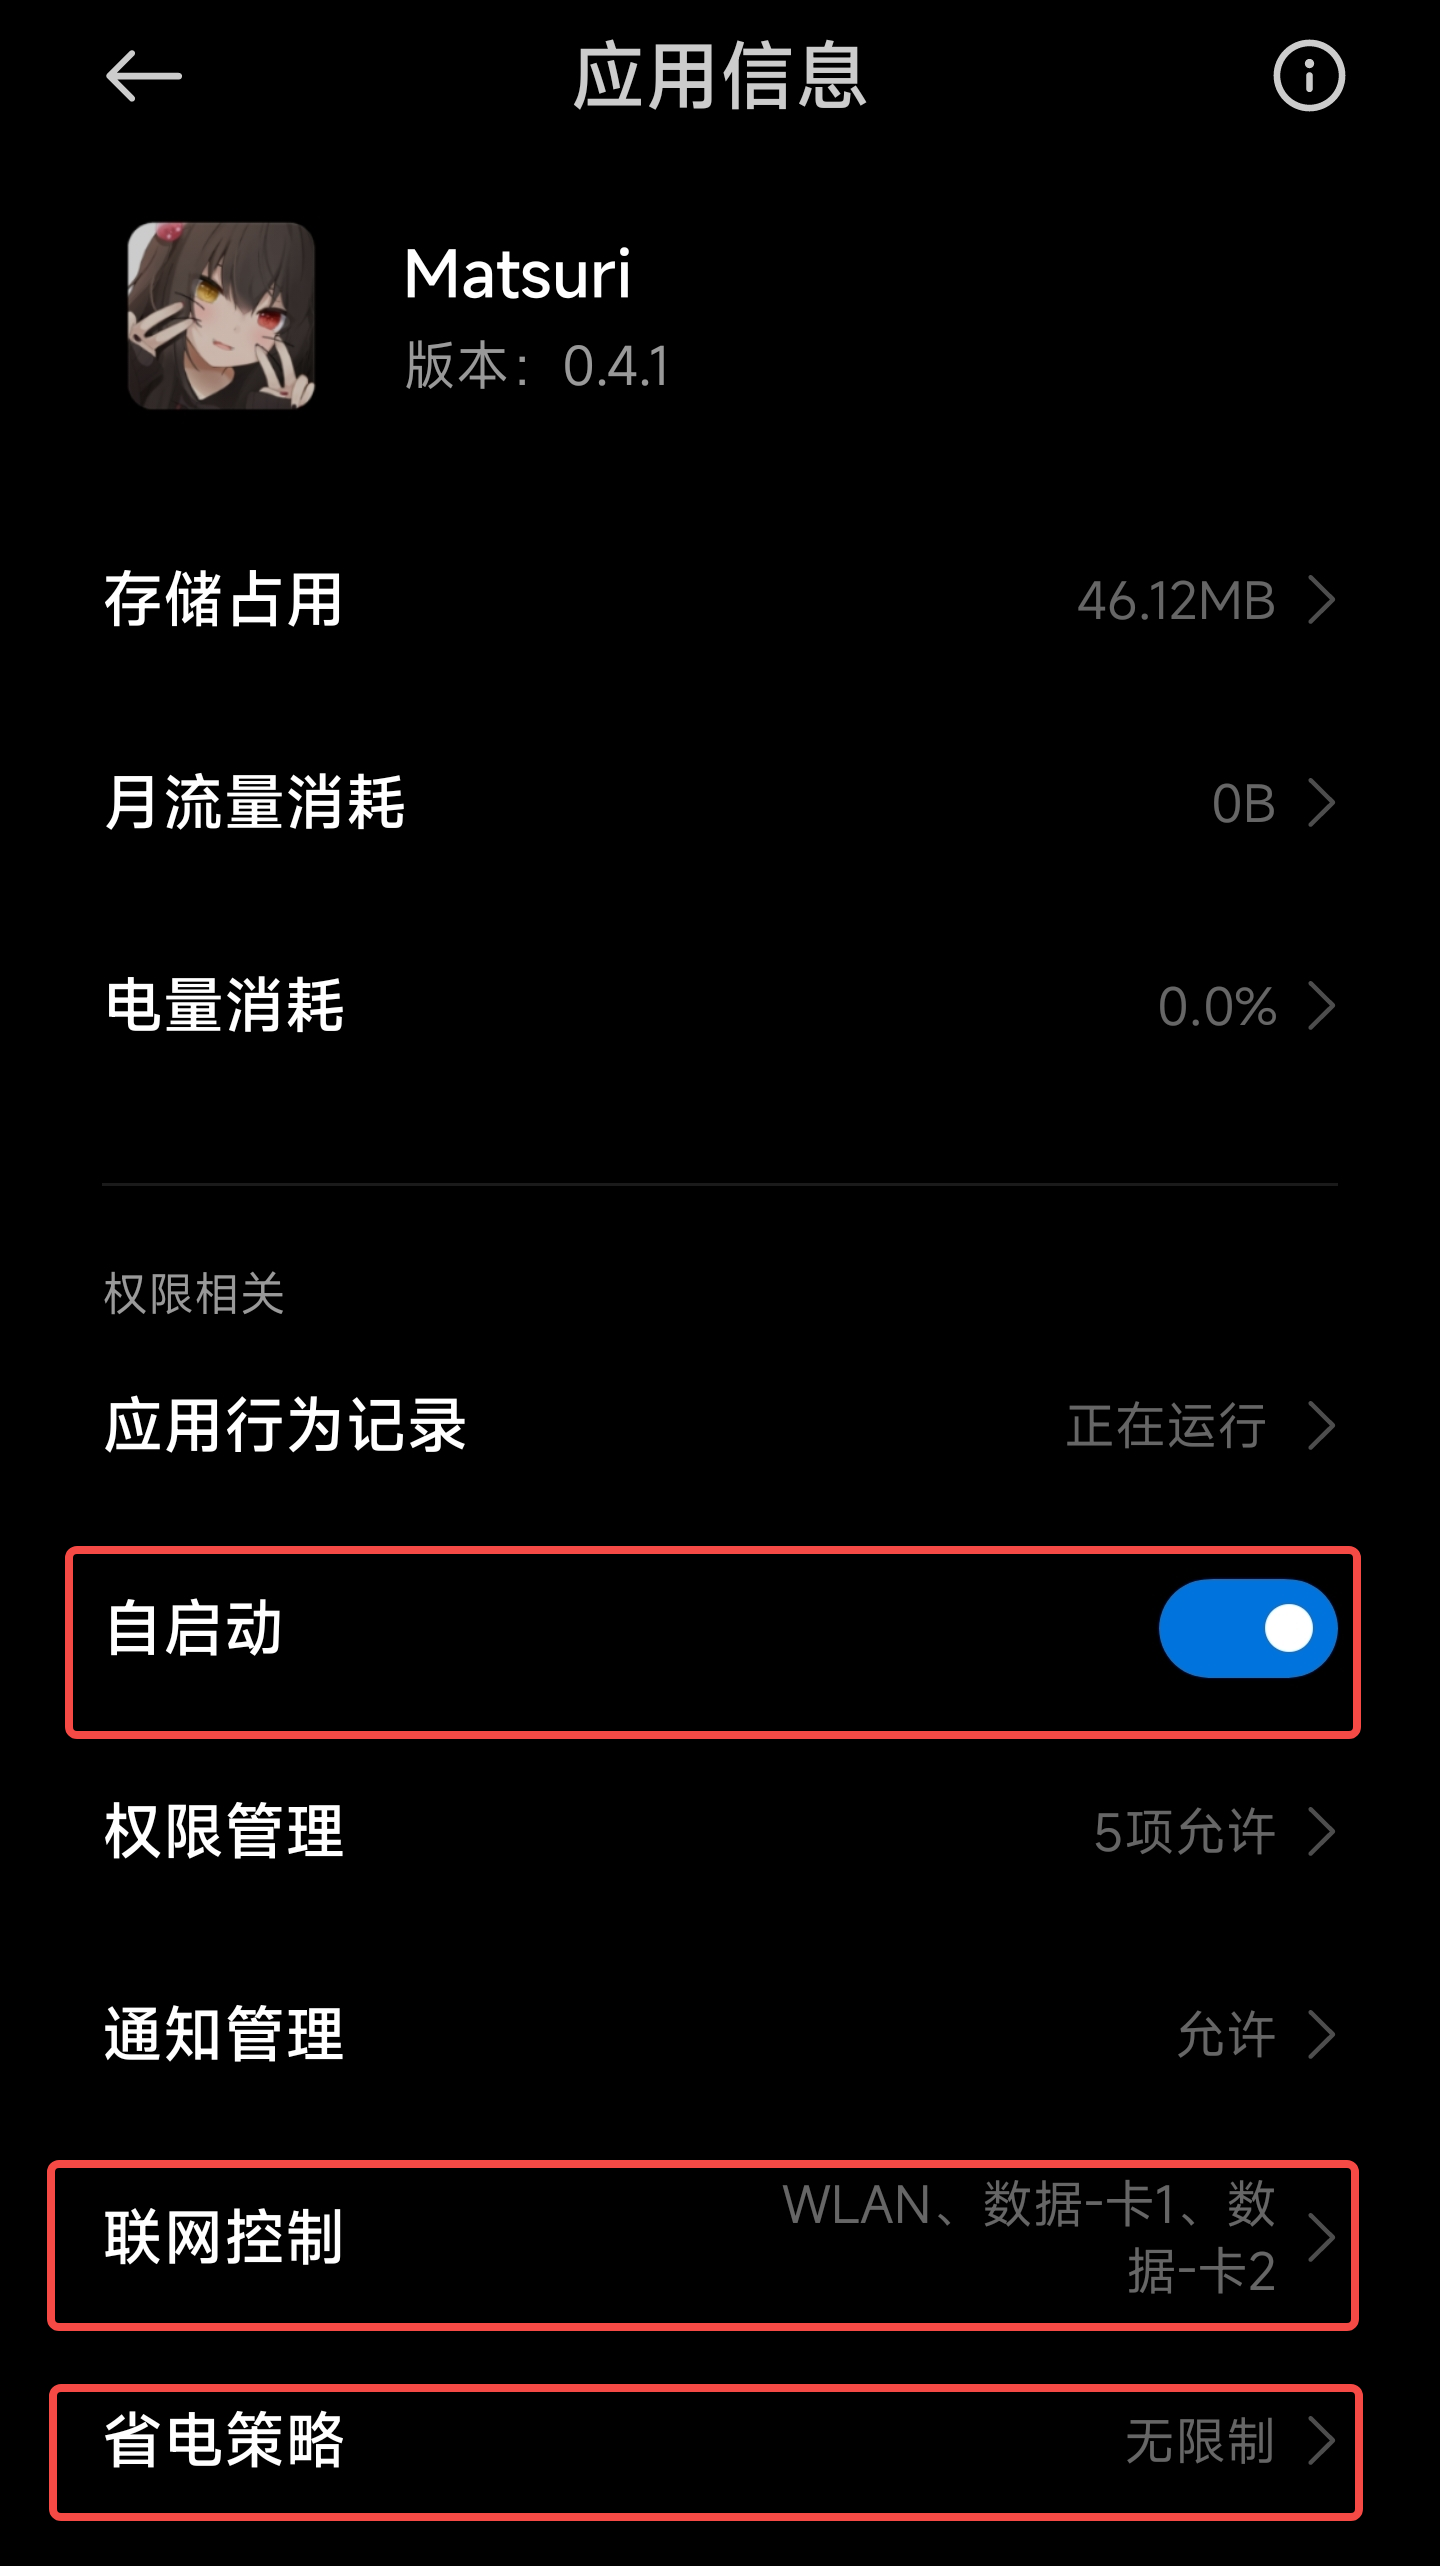 应用信息
Matsuri
版本：0.4.1
存储占用 46.12MB
月流量消耗 0B
电量消耗 0.0%
权限相关
应用行为记录 正在运行
自启动
权限管理 5项允许
通知管理 允许
联网控制 WLAN、数据-卡1、数
据-卡2
省电策略 无限制